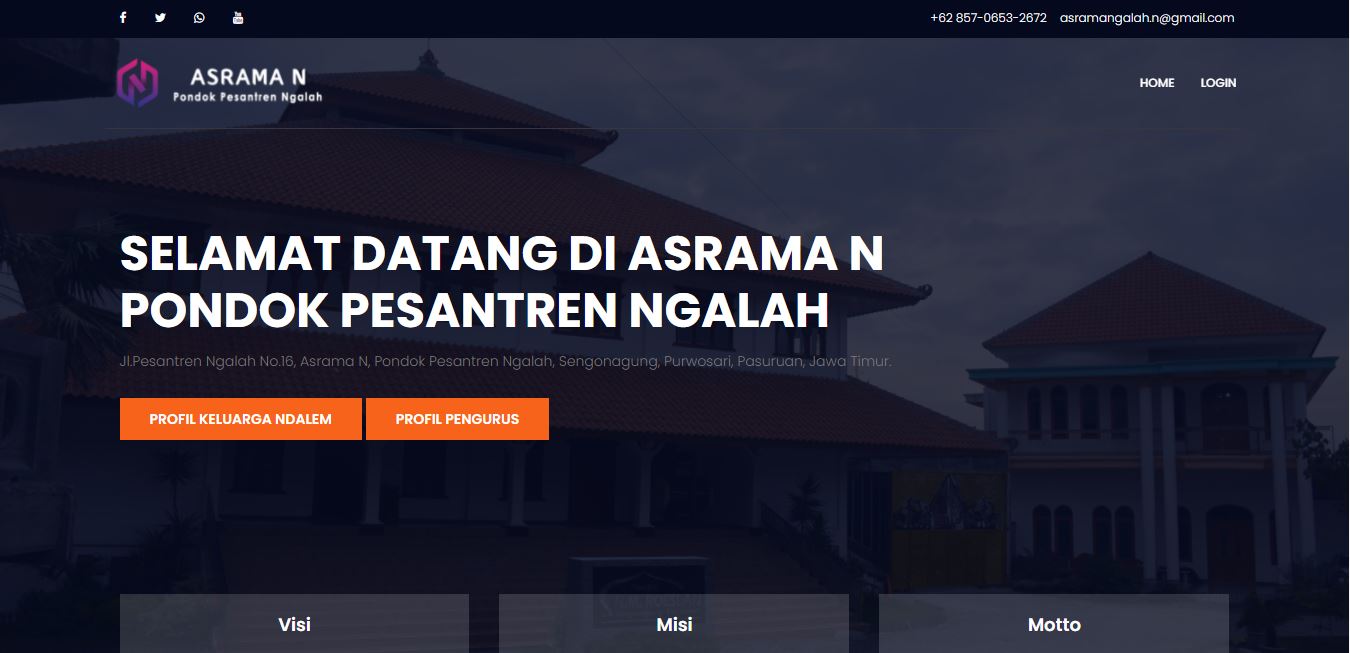 +62 857-0653-2672 asramangalah.n@gmail.com
ASRAMA N
Pondok Pesantren Ngalah
HOME LOGIN
SELAMAT DATANG DI ASRAMA N
PONDOK PESANTREN NGALAH
Jl.Pesantren Ngalah No.16, Asrama N, Pondok Pesantren Ngalah, Sengonagung, Purwosari, Pasuruan, Jawa Timur.
PROFIL KELUARGA NDALEM PROFIL PENGURUS
Visi Misi Motto